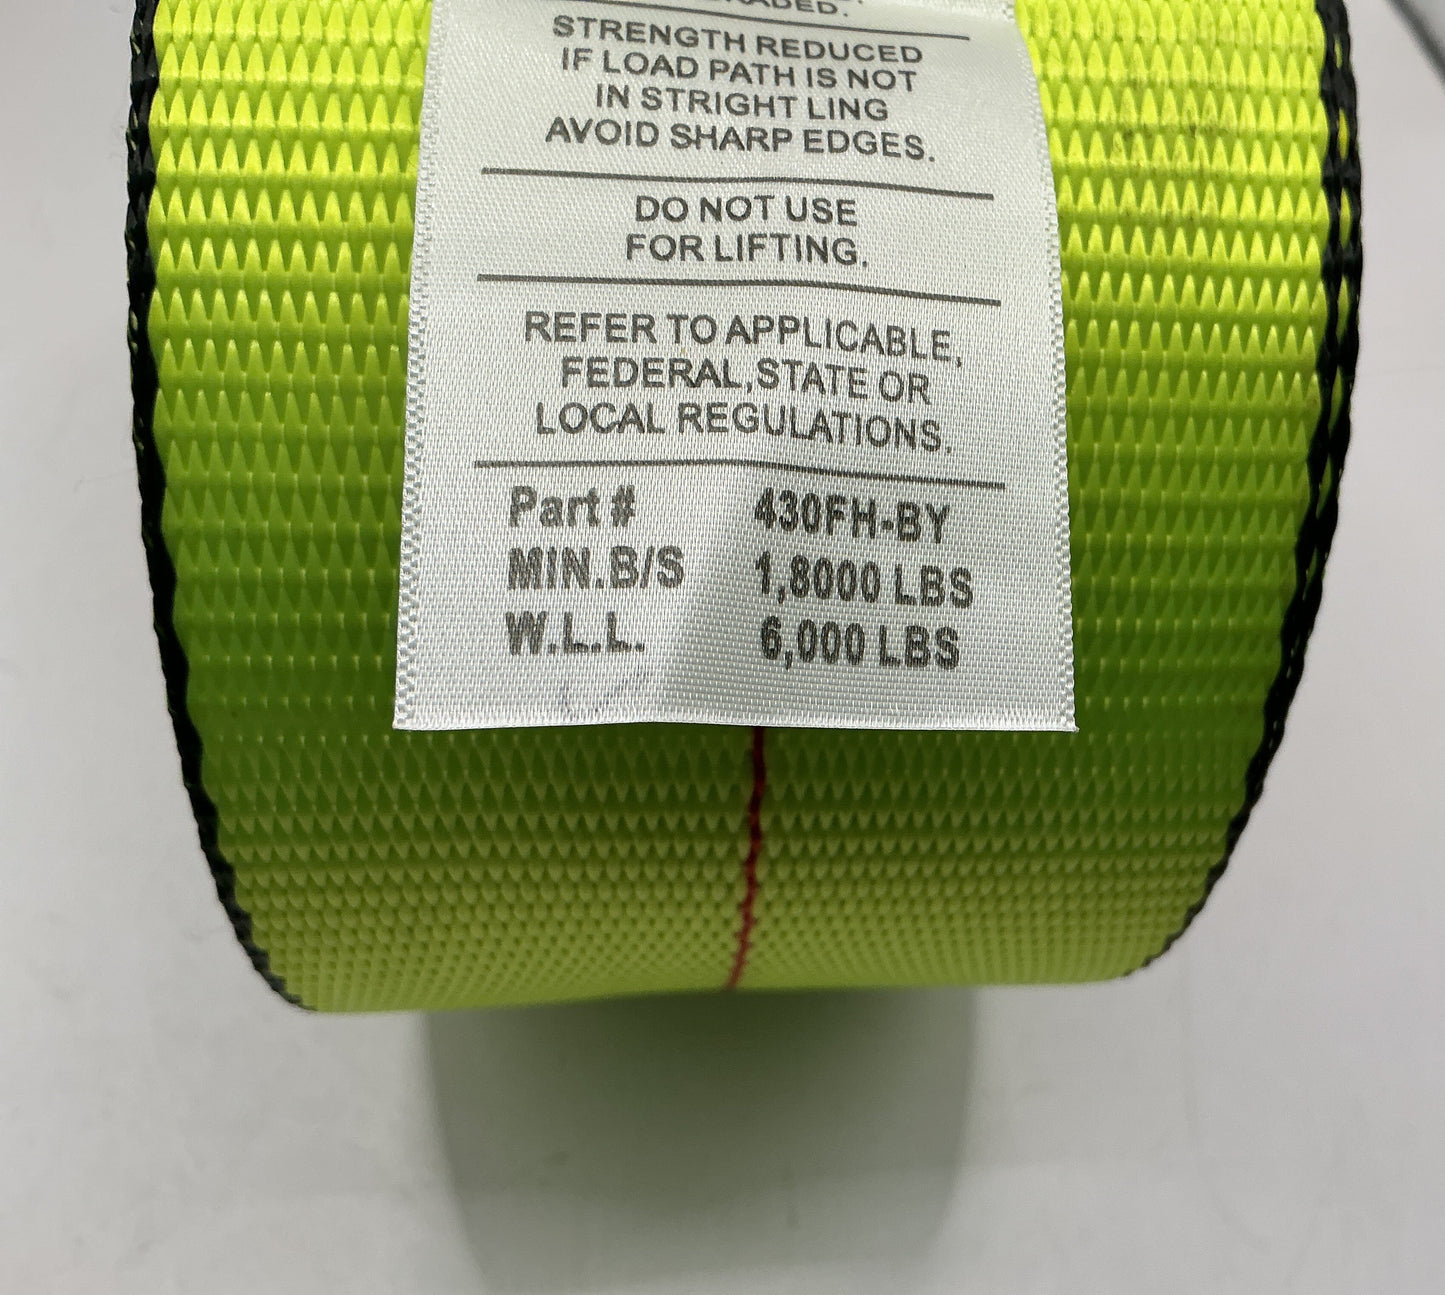 STRENGTH REDUCED
IF LOAD PATH IS NOT
IN STRIGHT LING
AVOID SHARP EDGES.
DO NOT USE
FOR LIFTING.
REFER TO APPLICABLE,
FEDERAL,STATE OR
LOCAL REGULATIONS.
Part # 430FH-BY
MIN.B/S 1,8000 LBS
W.L.L. 6,000 LBS